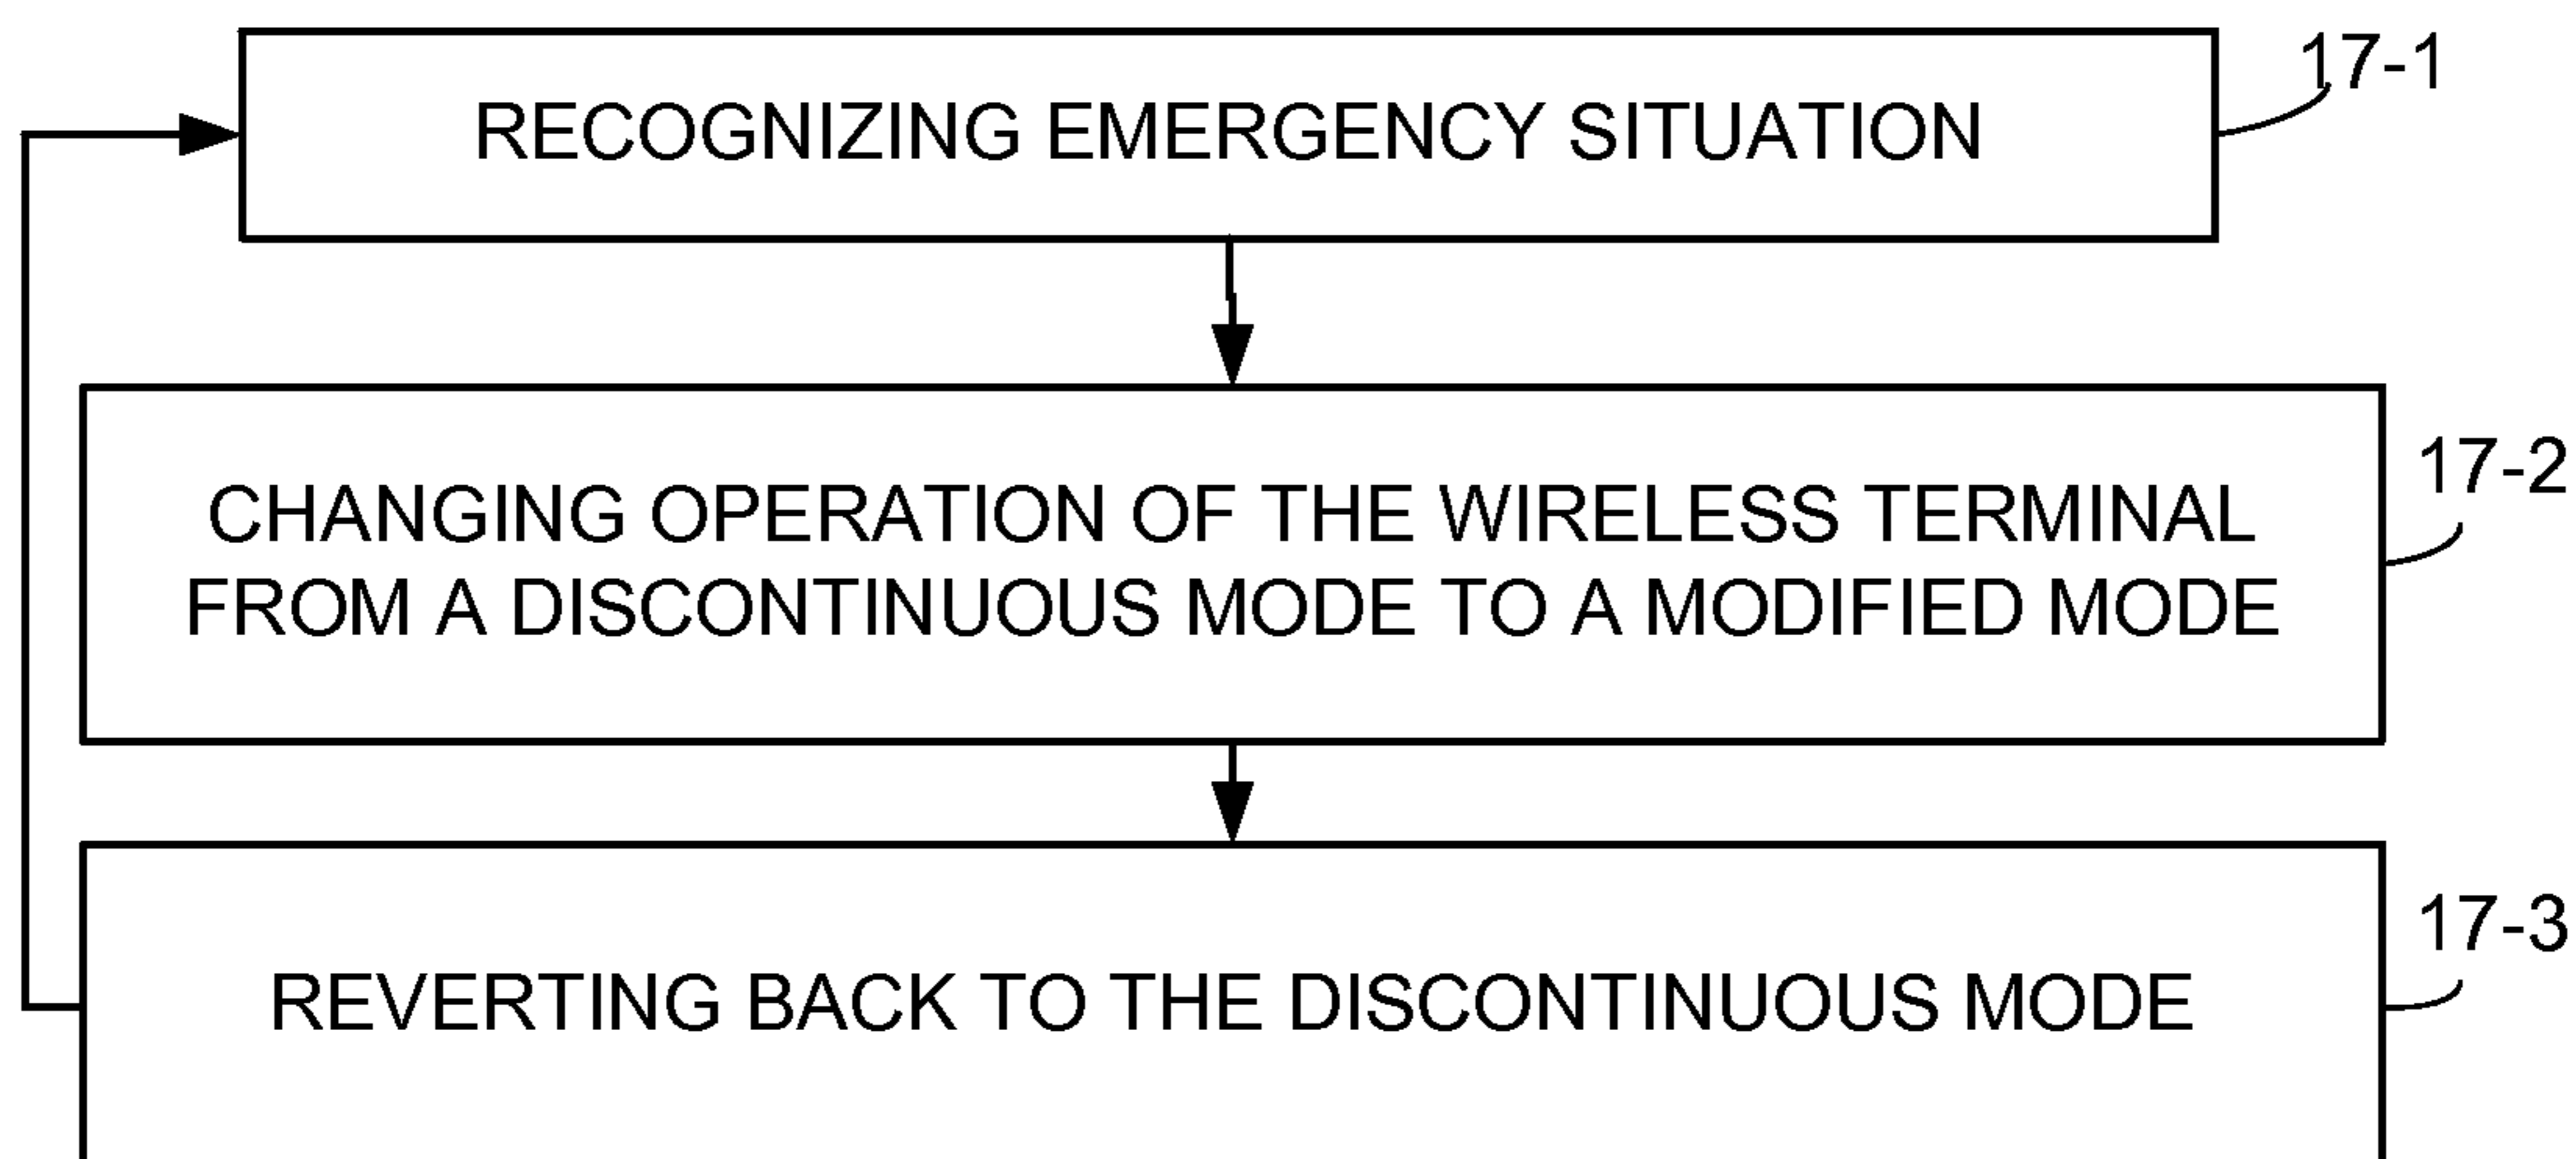 17-1
RECOGNIZING EMERGENCY SITUATION
17-2
CHANGING OPERATION OF THE WIRELESS TERMINAL
FROM A DISCONTINUOUS MODE TO A MODIFIED MODE
17-3
REVERTING BACK TO THE DISCONTINUOUS MODE